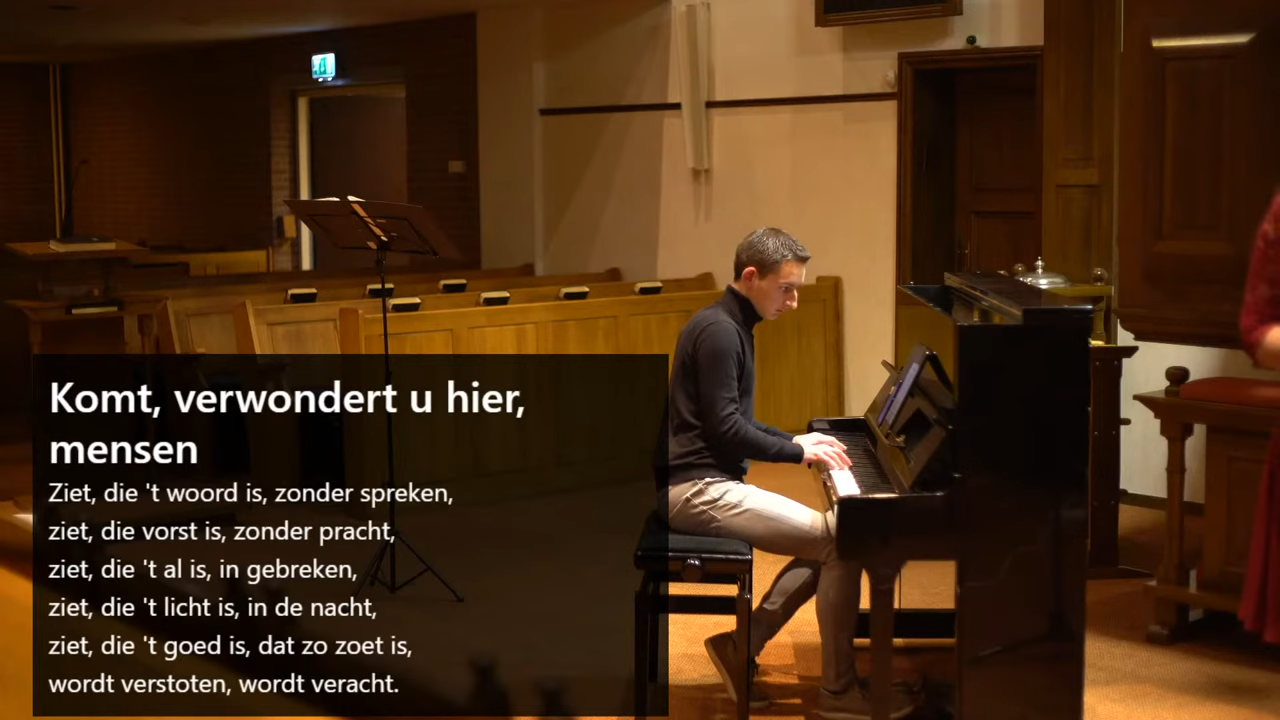 Komt, verwondert u hier,
mensen
Ziet, die 't woord is, zonder spreken,
ziet, die vorst is, zonder pracht,
ziet, die 't al is, in gebreken,
ziet, die 't licht is, in de nacht,
ziet, die 't goed is, dat zo zoet is,
wordt verstoten, wordt veracht.